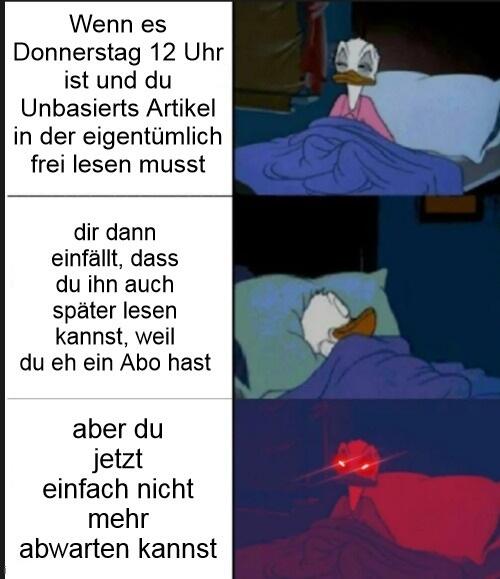 Wenn es
Donnerstag 12 Uhr
ist und du
Unbasierts Artikel
in der eigentümlich
frei lesen musst
dir dann
einfällt, dass
du ihn auch
später lesen
kannst, weil
du eh ein Abo hast
aber du
jetzt
einfach nicht
mehr
abwarten kannst